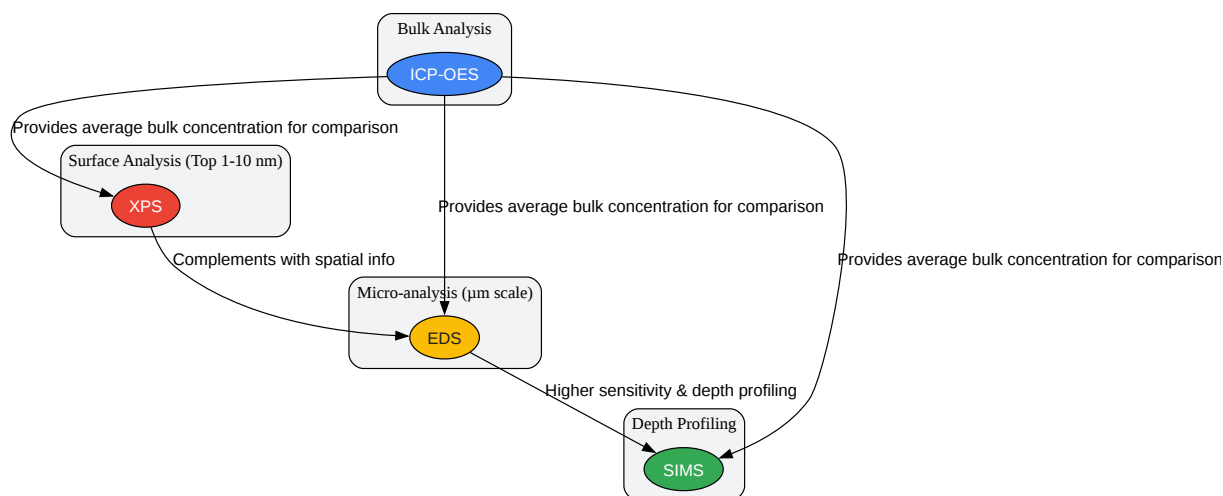 Bulk Analysis
ICP-OES
Provides average bulk concentration for comparison
Surface Analysis (Top 1-10 nm)
XPS
Provides average bulk concentration for comparison
Complements with spatial info
Provides average bulk concentration for comparison
Micro-analysis (µm scale)
EDS
Higher sensitivity & depth profiling
Depth Profiling
SIMS